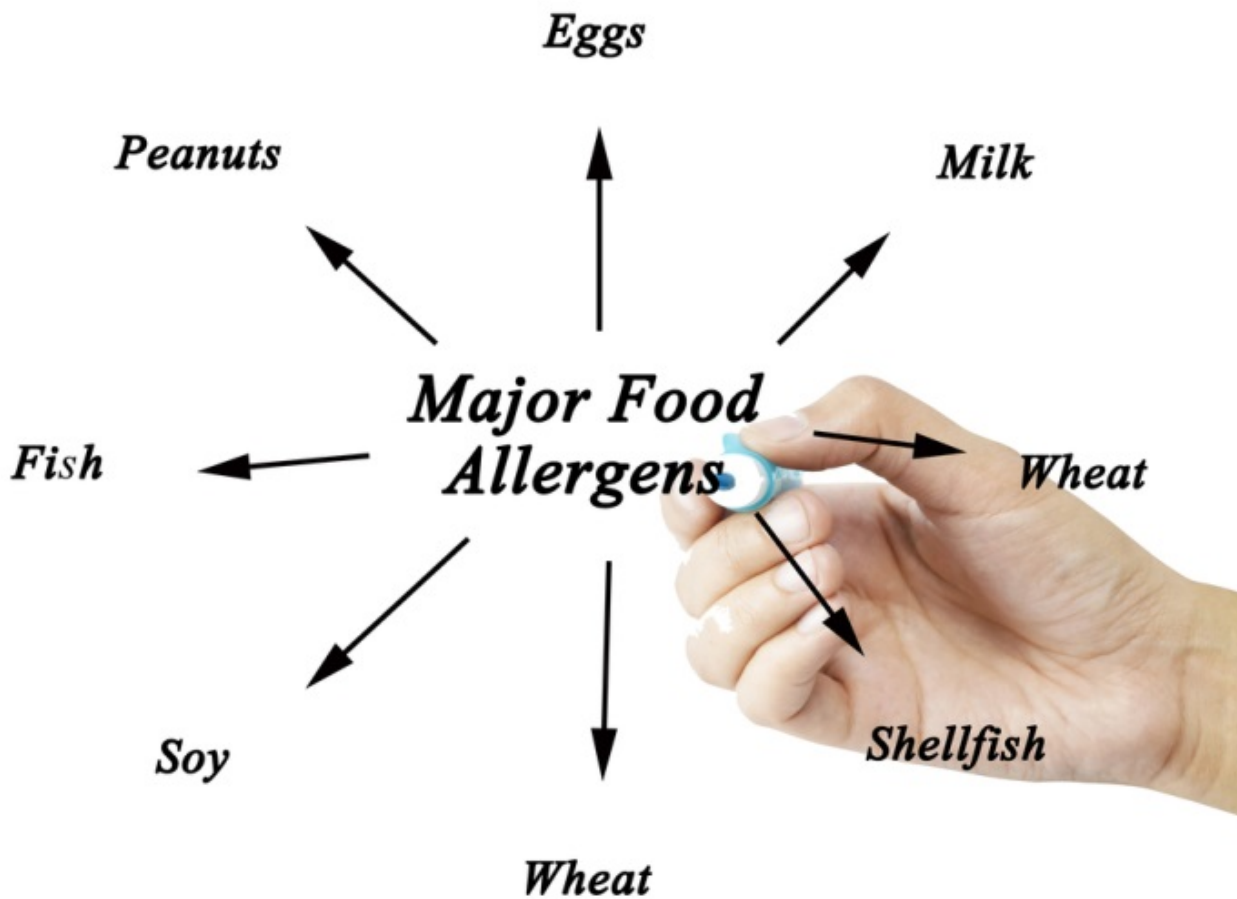 Eggs
Peanuts
Milk
Major Food
Allergens
Fish
Wheat
Soy
Shellfish
Wheat